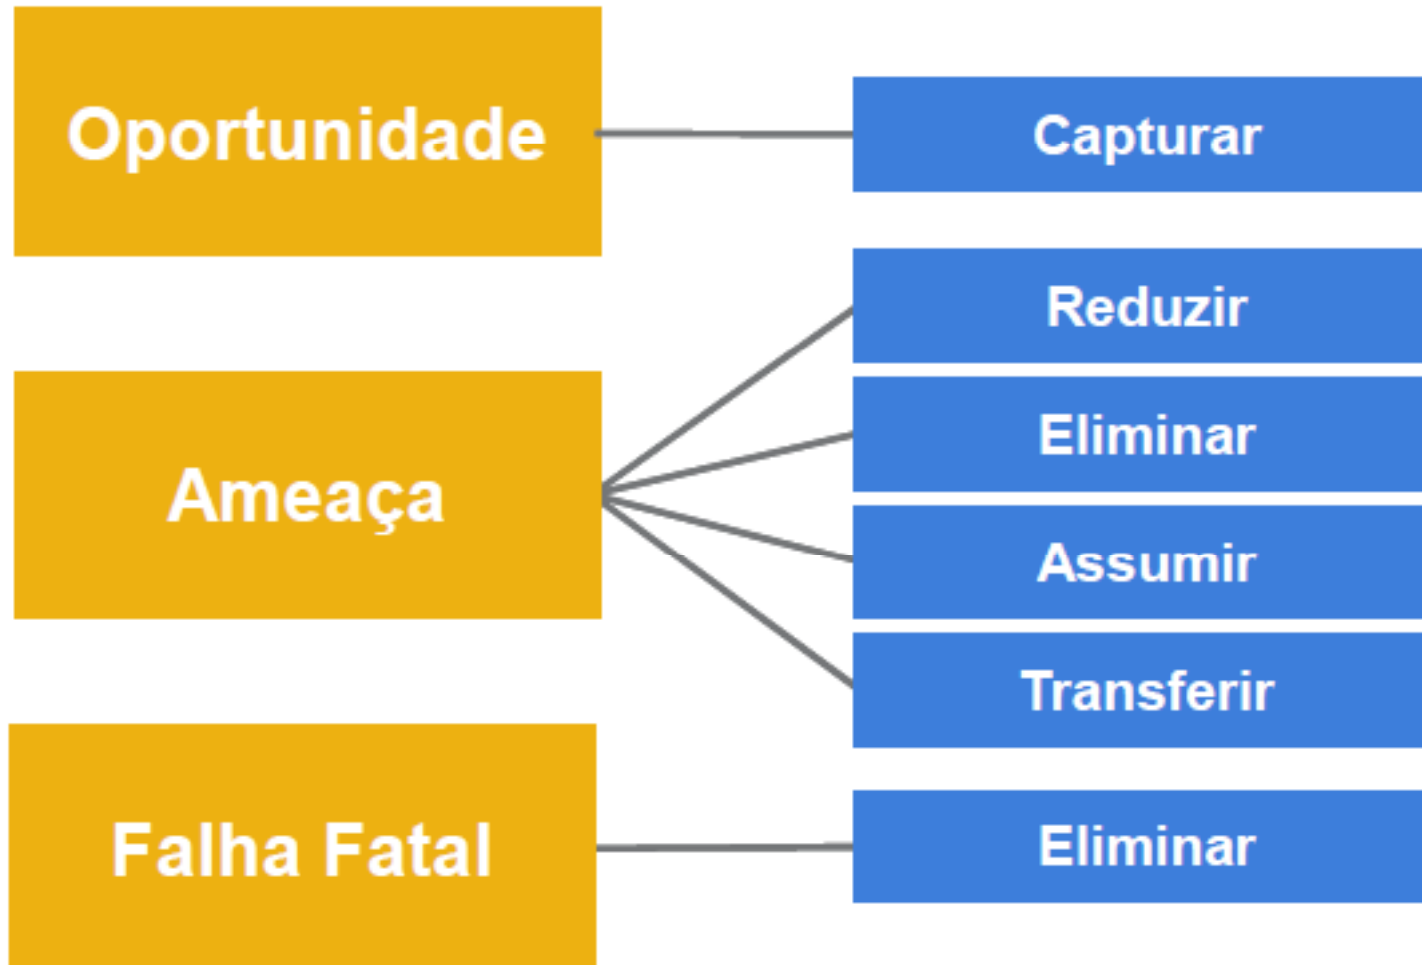 Oportunidade
Capturar
Ameaça
Reduzir
Eliminar
Assumir
Transferir
Falha Fatal
Eliminar